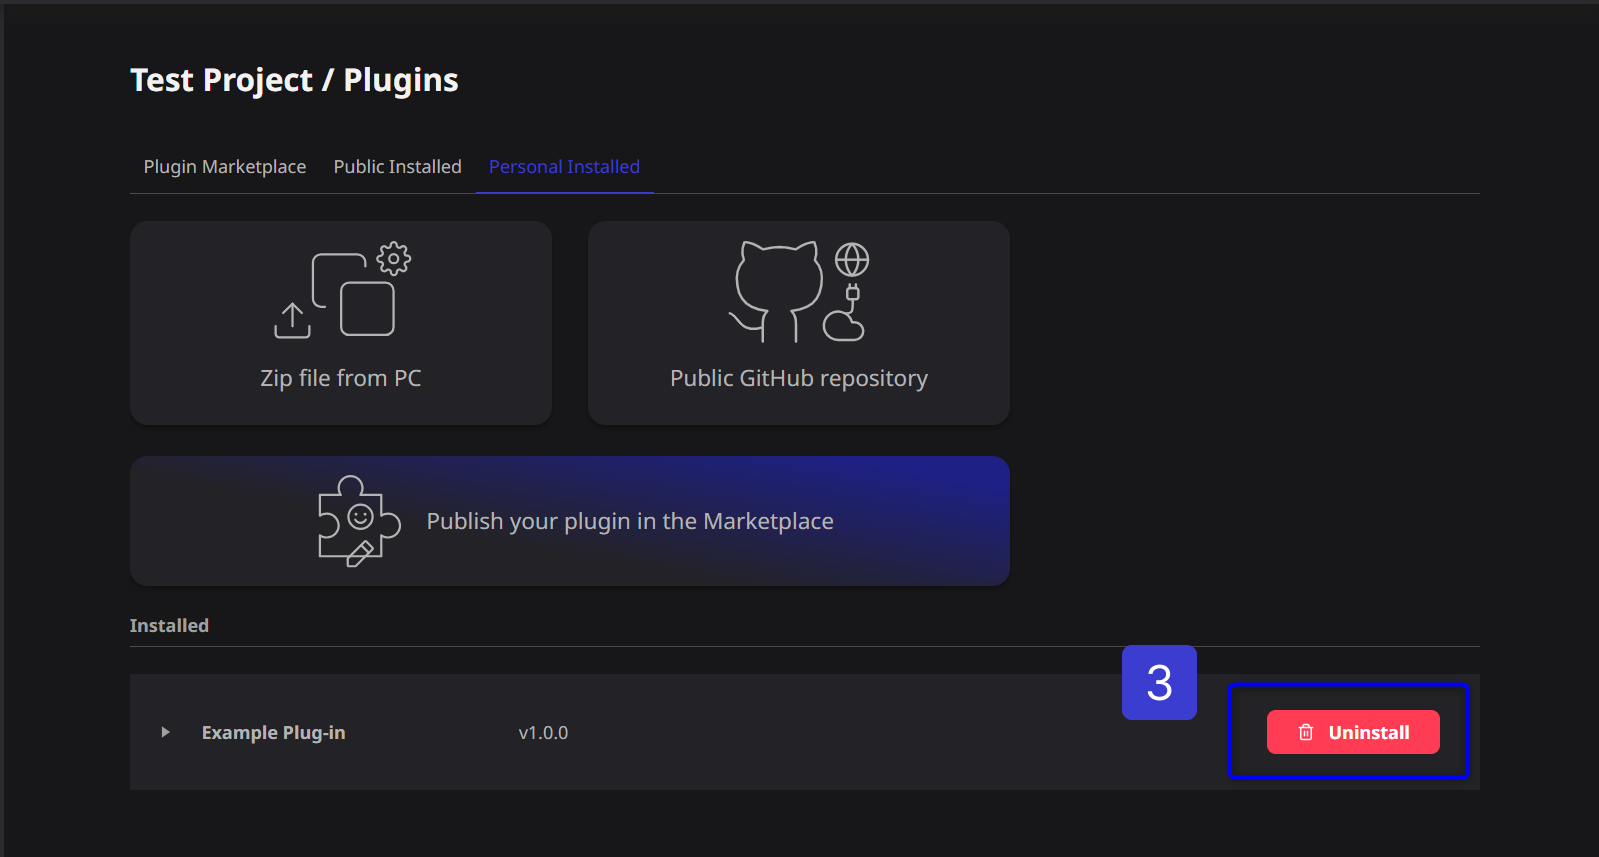 Test Project / Plugins
Plugin Marketplace Public Installed Personal Installed
Zip file from PC
Public GitHub repository
Publish your plugin in the Marketplace
Installed
3
Example Plug-in v1.0.0 Uninstall